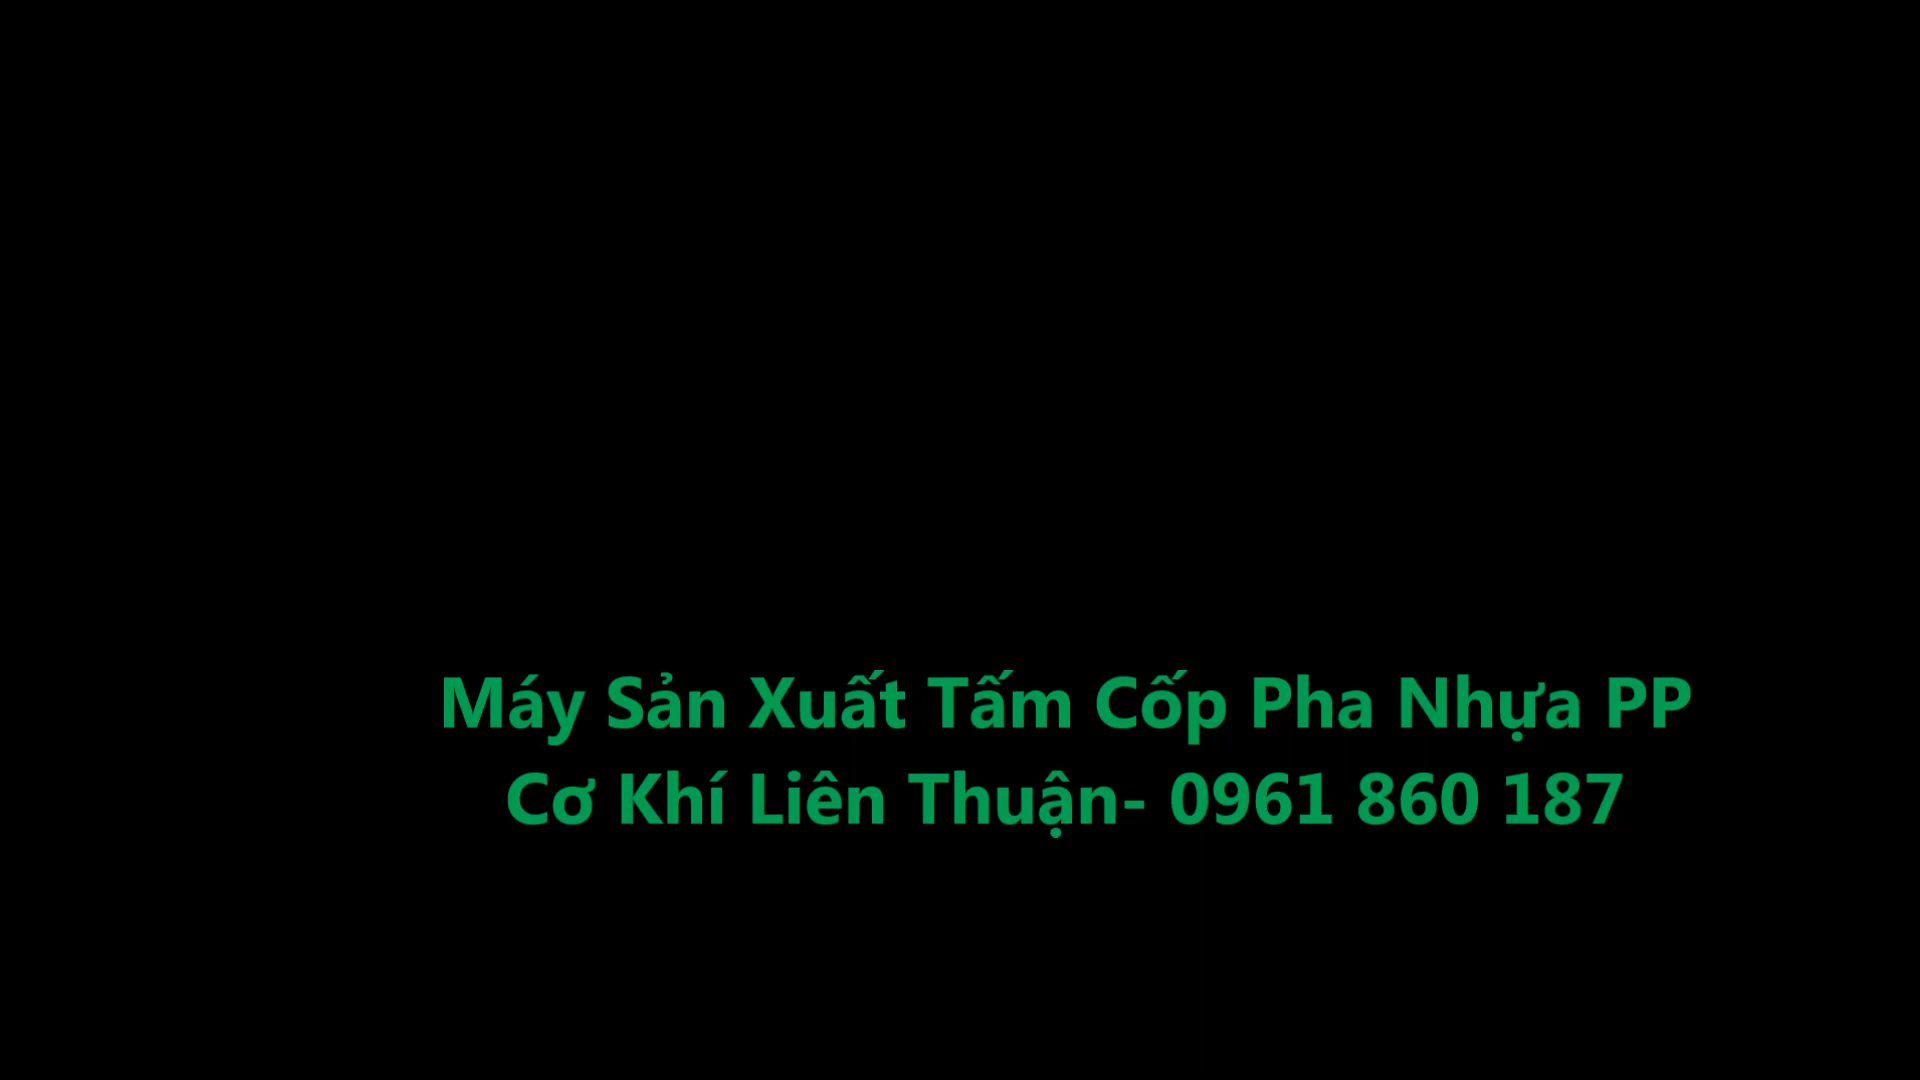 Máy Sản Xuất Tấm Cốp Pha Nhựa PP
Cơ Khí Liên Thuận- 0961 860 187